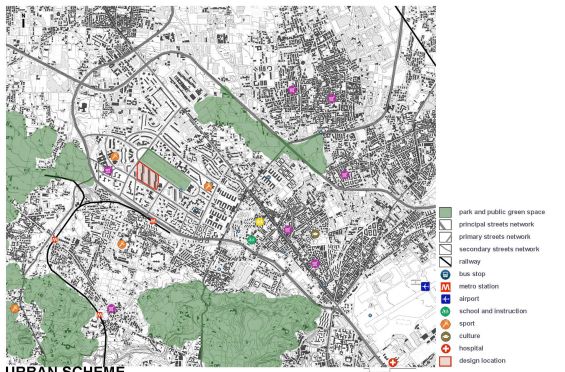 park and public green space
principal streets network
primary streets network
secondary streets network
railway
bus stop
metro station
airport
school and instruction
sport
culture
hospital
design location
URBAN SCHEME